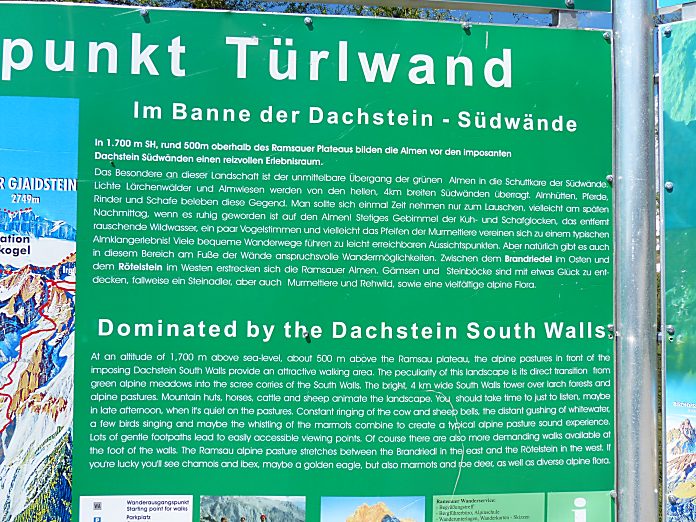 punkt Türlwand
Im Banne der Dachstein - Südwände
In 1.700 m SH, rund 500m oberhalb des Ramsauer Plateaus bilden die Almen vor den imposanten
Dachstein Südwänden einen reizvollen Erlebnisraum.
Das Besondere an dieser Landschaft ist der unmittelbare Übergang der grünen Almen in die Schuttkare der Südwände.
Lichte Lärchenwälder und Almwiesen werden von den hellen, 4km breiten Südwänden überragt. Almhütten, Pferde,
Rinder und Schafe beleben diese Gegend. Man sollte sich einmal Zeit nehmen nur zum Lauschen, vielleicht am späten
Nachmittag, wenn es ruhig geworden ist auf den Almen! Stetiges Gebimmel der Kuh- und Schafglocken, das entfernt
rauschende Wildwasser, ein paar Vogelstimmen und vielleicht das Pfeifen der Murmeltiere vereinen sich zu einem typischen
Almklangerlebnis! Viele bequeme Wanderwege führen zu leicht erreichbaren Aussichtspunkten. Aber natürlich gibt es auch
in diesem Bereich am Fuße der Wände anspruchsvolle Wandermöglichkeiten. Zwischen dem Brandriedel im Osten und
dem Rötelstein im Westen erstrecken sich die Ramsauer Almen. Gämsen und Steinböcke sind mit etwas Glück zu ent-
decken, fallweise ein Steinadler, aber auch Murmeltiere und Rehwild, sowie eine vielfältige alpine Flora.
R GJAIDSTEIN
2749m
ation
kogel
Dominated by the Dachstein South Walls
At an altitude of 1,700 m above sea-level, about 500 m above the Ramsau plateau, the alpine pastures in front of the
imposing Dachstein South Walls provide an attractive walking area. The peculiarity of this landscape is its direct transition from
green alpine meadows into the scree corries of the South Walls. The bright, 4 km wide South Walls tower over larch forests and
alpine pastures. Mountain huts, horses, cattle and sheep animate the landscape. You should take time to just to listen, maybe
in late afternoon, when it's quiet on the pastures. Constant ringing of the cow and sheep bells, the distant gushing of whitewater,
a few birds singing and maybe the whistling of the marmots combine to create a typical alpine pasture sound experience.
Lots of gentle footpaths lead to easily accessible viewing points. Of course there are also more demanding walks available at
the foot of the walls. The Ramsau alpine pasture stretches between the Brandriedl in the east and the Rötelstein in the west. If
you're lucky you'll see chamois and ibex, maybe a golden eagle, but also marmots and roe deer, as well as diverse alpine flora.
Wanderausgangspunkt
Starting point for walks
Parkplatz
Ramsauer Wanderservice:
- Begrüßungstreff
- Bergführerbüro, Alpinschule
- Wanderunterlagen, Wanderkarten - Skizzen
i